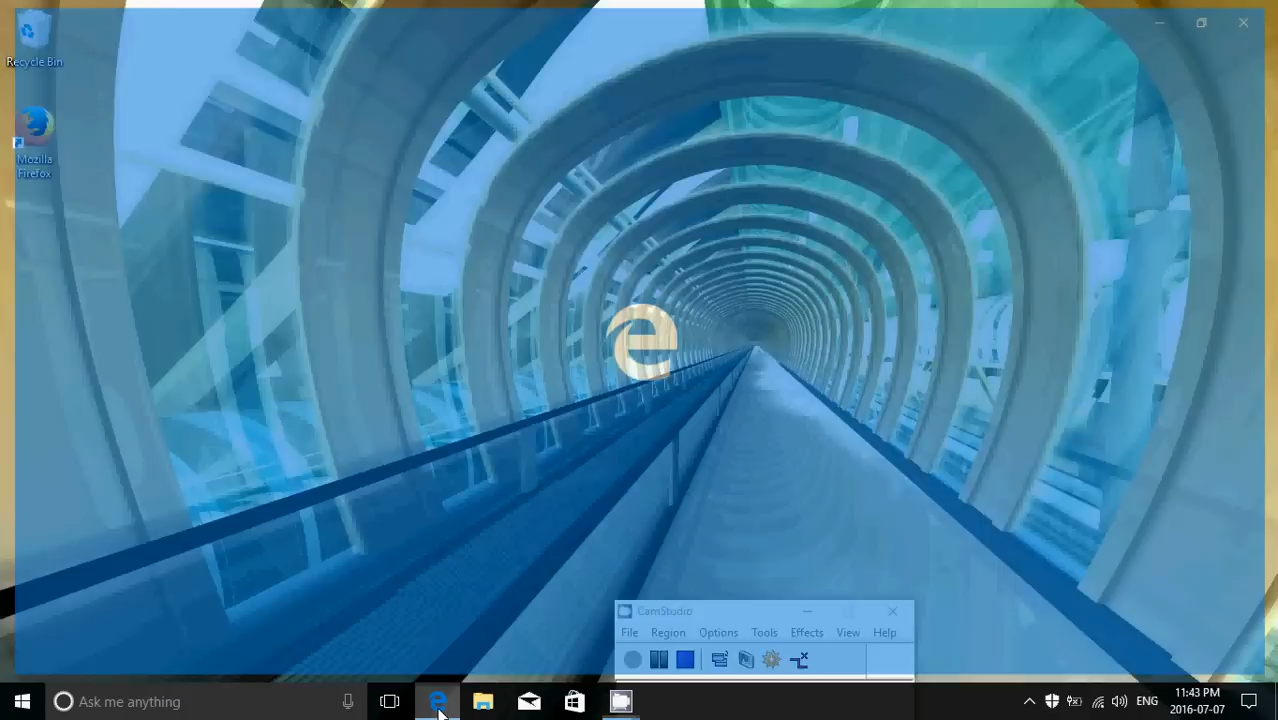 Recycle Bin
Mozilla
Firefox
CamStudio
File Region Options Tools Effects View Help
Ask me anything
ENG
11:43 PM
2016-07-07